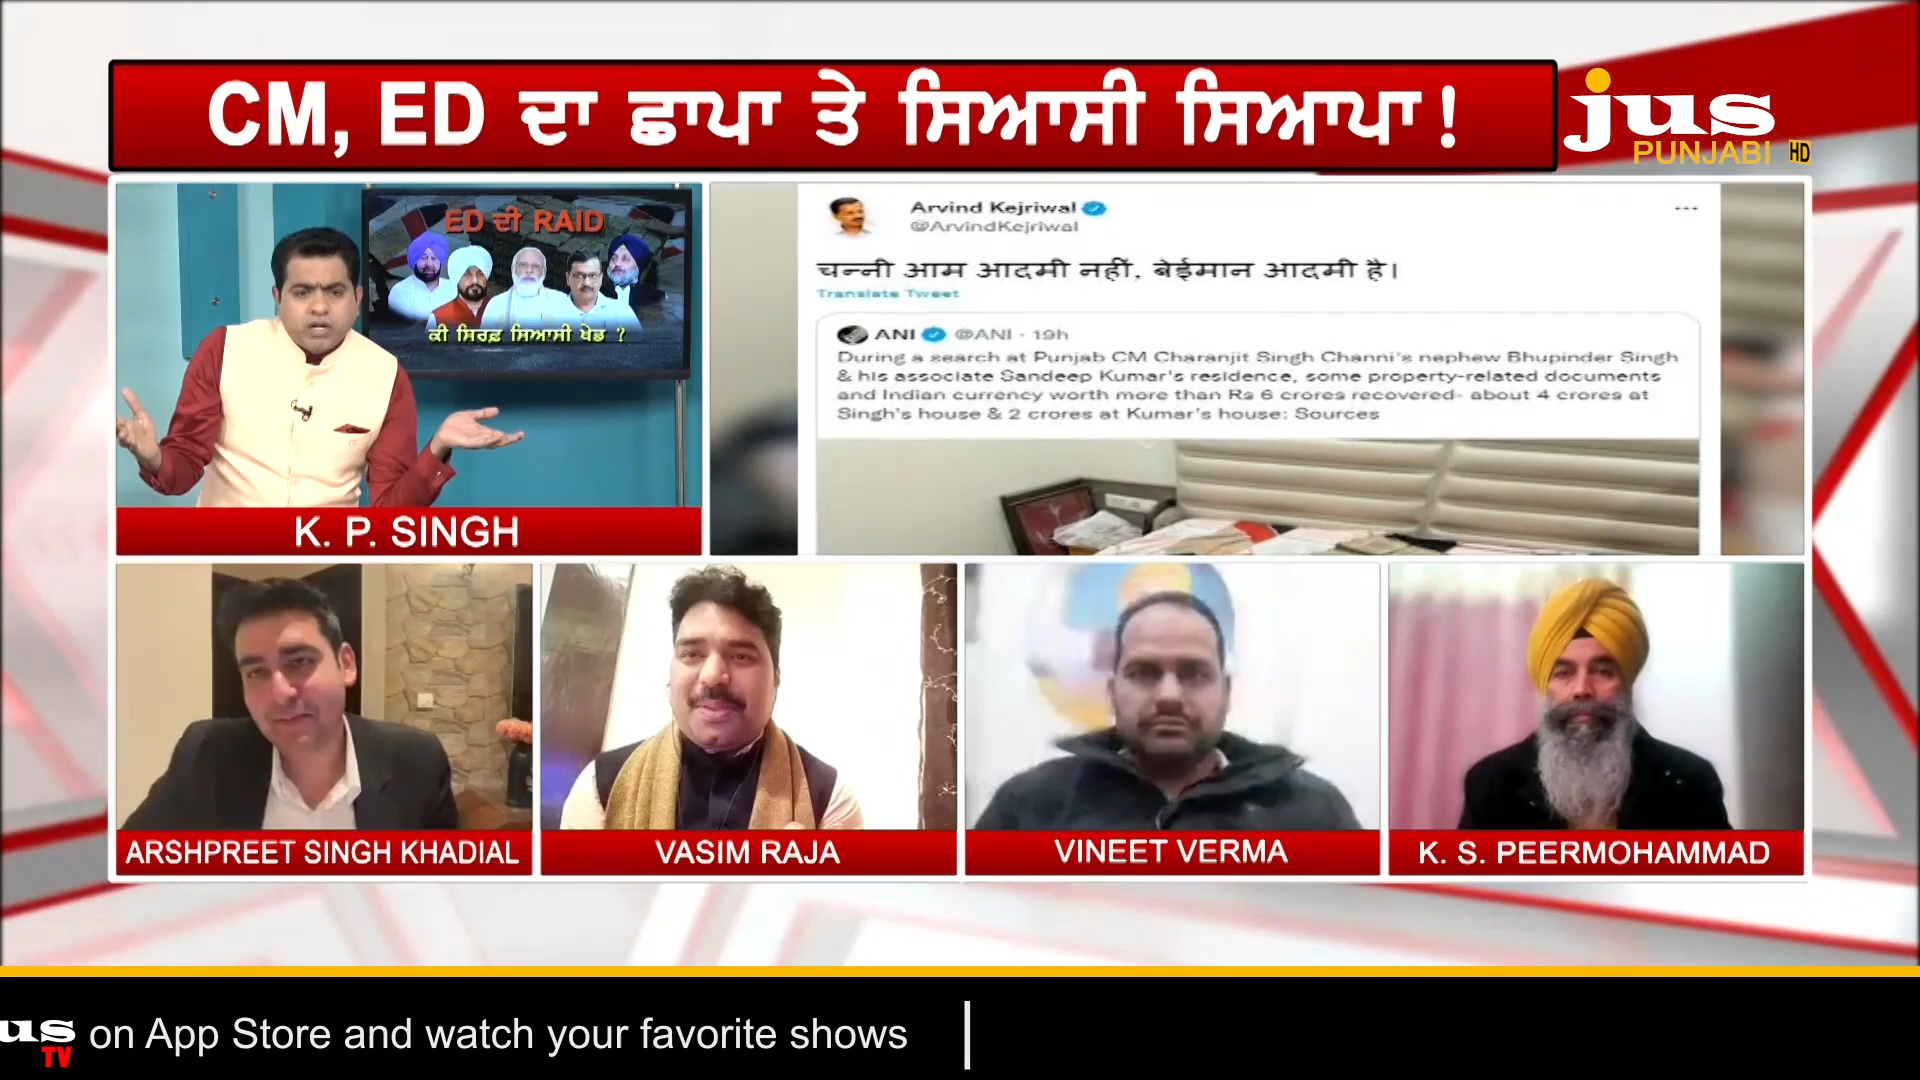 CM, ED ਦਾ ਛਾਪਾ ਤੇ ਸਿਆਸੀ ਸਿਆਪਾ!
jus
PUNJABI HD
ED ਦੀ RAID
ਕੀ ਸਿਰਫ਼ ਸਿਆਸੀ ਖੇਡ ?
K. P. SINGH
Arvind Kejriwal
@ArvindKejriwal
चन्नी आम आदमी नहीं, बेईमान आदमी है।
Translate Tweet
ANI @ANI · 19h
During a search at Punjab CM Charanjit Singh Channi's nephew Bhupinder Singh
& his associate Sandeep Kumar's residence, some property-related documents
and Indian currency worth more than Rs 6 crores recovered- about 4 crores at
Singh's house & 2 crores at Kumar's house: Sources
ARSHPREET SINGH KHADIAL
VASIM RAJA
VINEET VERMA
K. S. PEERMOHAMMAD
us TV on App Store and watch your favorite shows